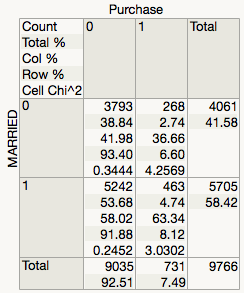 Purchase
Count 0 1 Total
Total %
Col %
Row %
Cell Chi^2
MARRIED
0 3793 268 4061
38.84 2.74 41.58
41.98 36.66
93.40 6.60
0.3444 4.2569
1 5242 463 5705
53.68 4.74 58.42
58.02 63.34
91.88 8.12
0.2452 3.0302
Total 9035 731 9766
92.51 7.49